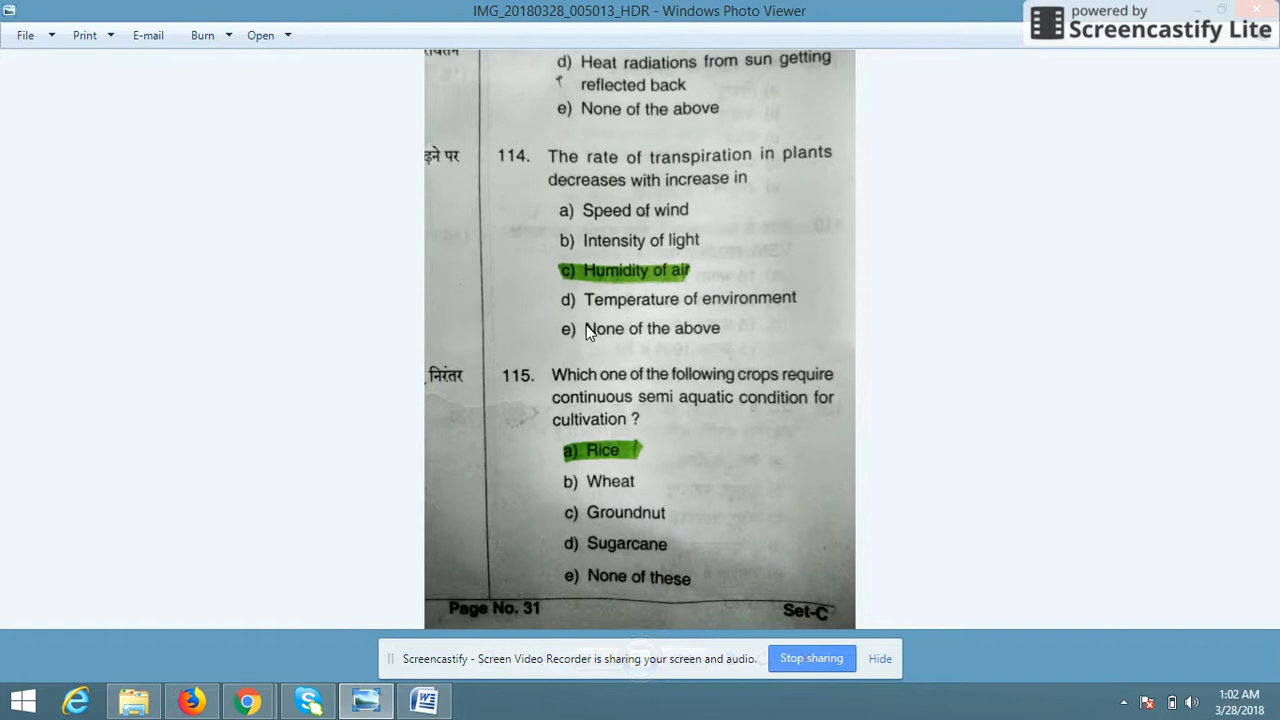 IMG_20180328_005013_HDR - Windows Photo Viewer
powered by
Screencastify Lite
File Print E-mail Burn Open
d) Heat radiations from sun getting
reflected back
e) None of the above
ढ़ने पर
114. The rate of transpiration in plants
decreases with increase in
a) Speed of wind
b) Intensity of light
c) Humidity of air
d) Temperature of environment
e) None of the above
निरंतर
115. Which one of the following crops require
continuous semi aquatic condition for
cultivation ?
a) Rice
b) Wheat
c) Groundnut
d) Sugarcane
e) None of these
Page No. 31 Set-C
Screencastify - Screen Video Recorder is sharing your screen and audio.
Stop sharing Hide
1:02 AM
3/28/2018